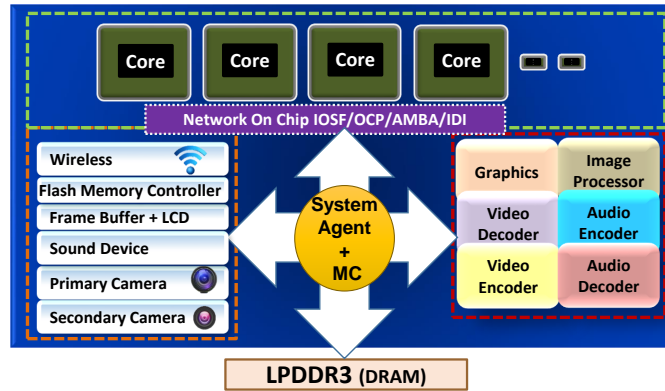 Core
Core
Core
Core
Network On Chip IOSF/OCP/AMBA/IDI
Wireless
Flash Memory Controller
Frame Buffer + LCD
Sound Device
Primary Camera
Secondary Camera
System
Agent
+
MC
Graphics
Image
Processor
Video
Decoder
Audio
Encoder
Video
Encoder
Audio
Decoder
LPDDR3 (DRAM)